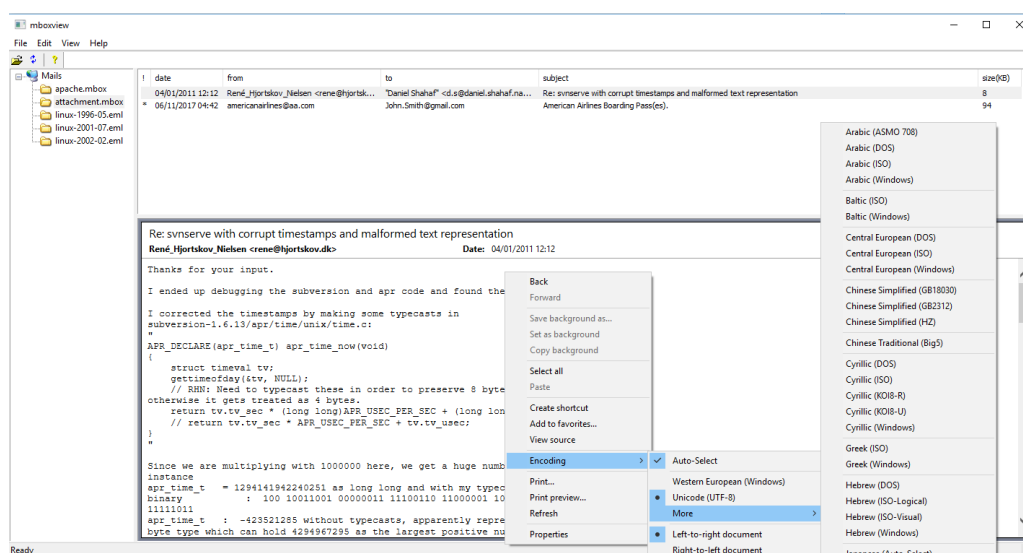 mboxview
File Edit View Help
Mails
apache.mbox
attachment.mbox
linux-1996-05.eml
linux-2001-07.eml
linux-2002-02.eml
! date from to subject size(KB)
04/01/2011 12:12 René_Hjortskov_Nielsen <rene@hjortsk... "Daniel Shahaf" <d.s@daniel.shahaf.na... Re: svnserve with corrupt timestamps and malformed text representation 8
* 06/11/2017 04:42 americanairlines@aa.com John.Smith@gmail.com American Airlines Boarding Pass(es). 94
Re: svnserve with corrupt timestamps and malformed text representation
René_Hjortskov_Nielsen <rene@hjortskov.dk> Date: 04/01/2011 12:12
Thanks for your input.
I ended up debugging the subversion and apr code and found the
I corrected the timestamps by making some typecasts in
subversion-1.6.13/apr/time/unix/time.c:
"
APR_DECLARE(apr_time_t) apr_time_now(void)
{
struct timeval tv;
gettimeofday(&tv, NULL);
// RHN: Need to typecast these in order to preserve 8 byte
otherwise it gets treated as 4 bytes.
return tv.tv_sec * (long long)APR_USEC_PER_SEC + (long lon
// return tv.tv_sec * APR_USEC_PER_SEC + tv.tv_usec;
}
"
Since we are multiplying with 1000000 here, we get a huge numb
instance
apr_time_t = 1294141942240251 as long long and with my typec
binary : 100 10011001 00000011 11100110 11000001 10
11111011
apr_time_t : -423521285 without typecasts, apparently repre
byte type which can hold 4294967295 as the largest positive nu
Back
Forward
Save background as...
Set as background
Copy background
Select all
Paste
Create shortcut
Add to favorites...
View source
Encoding
Print...
Print preview...
Refresh
Properties
Auto-Select
Western European (Windows)
Unicode (UTF-8)
More
Left-to-right document
Right-to-left document
Arabic (ASMO 708)
Arabic (DOS)
Arabic (ISO)
Arabic (Windows)
Baltic (ISO)
Baltic (Windows)
Central European (DOS)
Central European (ISO)
Central European (Windows)
Chinese Simplified (GB18030)
Chinese Simplified (GB2312)
Chinese Simplified (HZ)
Chinese Traditional (Big5)
Cyrillic (DOS)
Cyrillic (ISO)
Cyrillic (KOI8-R)
Cyrillic (KOI8-U)
Cyrillic (Windows)
Greek (ISO)
Greek (Windows)
Hebrew (DOS)
Hebrew (ISO-Logical)
Hebrew (ISO-Visual)
Hebrew (Windows)
Japanese (Auto-Select)
Ready